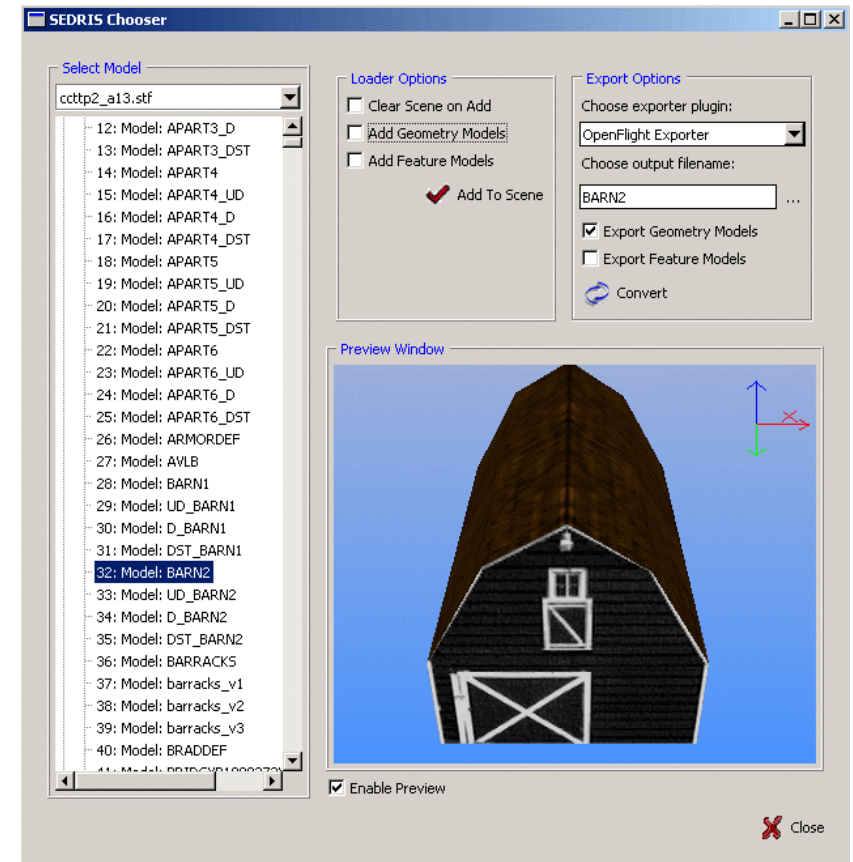 SEDRIS Chooser
Select Model
ccttp2_a13.stf
12: Model: APART3_D
13: Model: APART3_DST
14: Model: APART4
15: Model: APART4_UD
16: Model: APART4_D
17: Model: APART4_DST
18: Model: APART5
19: Model: APART5_UD
20: Model: APART5_D
21: Model: APART5_DST
22: Model: APART6
23: Model: APART6_UD
24: Model: APART6_D
25: Model: APART6_DST
26: Model: ARMORDEF
27: Model: AVLB
28: Model: BARN1
29: Model: UD_BARN1
30: Model: D_BARN1
31: Model: DST_BARN1
32: Model: BARN2
33: Model: UD_BARN2
34: Model: D_BARN2
35: Model: DST_BARN2
36: Model: BARRACKS
37: Model: barracks_v1
38: Model: barracks_v2
39: Model: barracks_v3
40: Model: BRADDEF
41: Model:
Loader Options
Clear Scene on Add
Add Geometry Models
Add Feature Models
Add To Scene
Export Options
Choose exporter plugin:
OpenFlight Exporter
Choose output filename:
BARN2 ...
Export Geometry Models
Export Feature Models
Convert
Preview Window
X
Enable Preview
Close